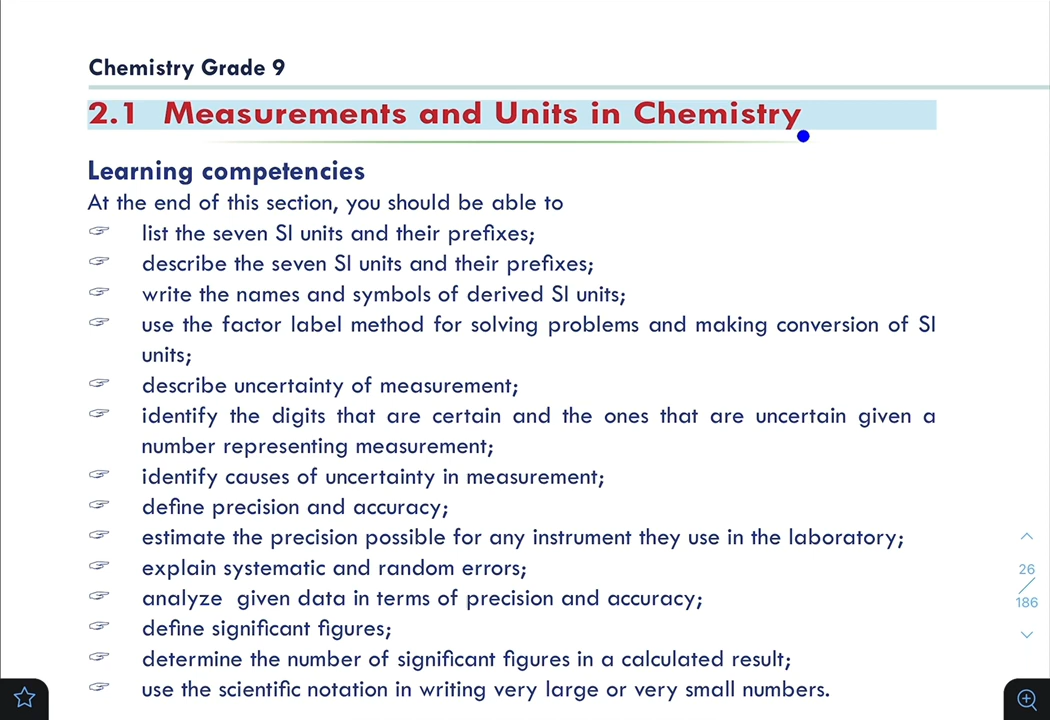 Chemistry Grade 9
2.1 Measurements and Units in Chemistry
Learning competencies
At the end of this section, you should be able to
list the seven SI units and their prefixes;
describe the seven SI units and their prefixes;
write the names and symbols of derived SI units;
use the factor label method for solving problems and making conversion of SI
units;
describe uncertainty of measurement;
identify the digits that are certain and the ones that are uncertain given a
number representing measurement;
identify causes of uncertainty in measurement;
define precision and accuracy;
estimate the precision possible for any instrument they use in the laboratory;
explain systematic and random errors;
analyze given data in terms of precision and accuracy;
define significant figures;
determine the number of significant figures in a calculated result;
use the scientific notation in writing very large or very small numbers.
26
186